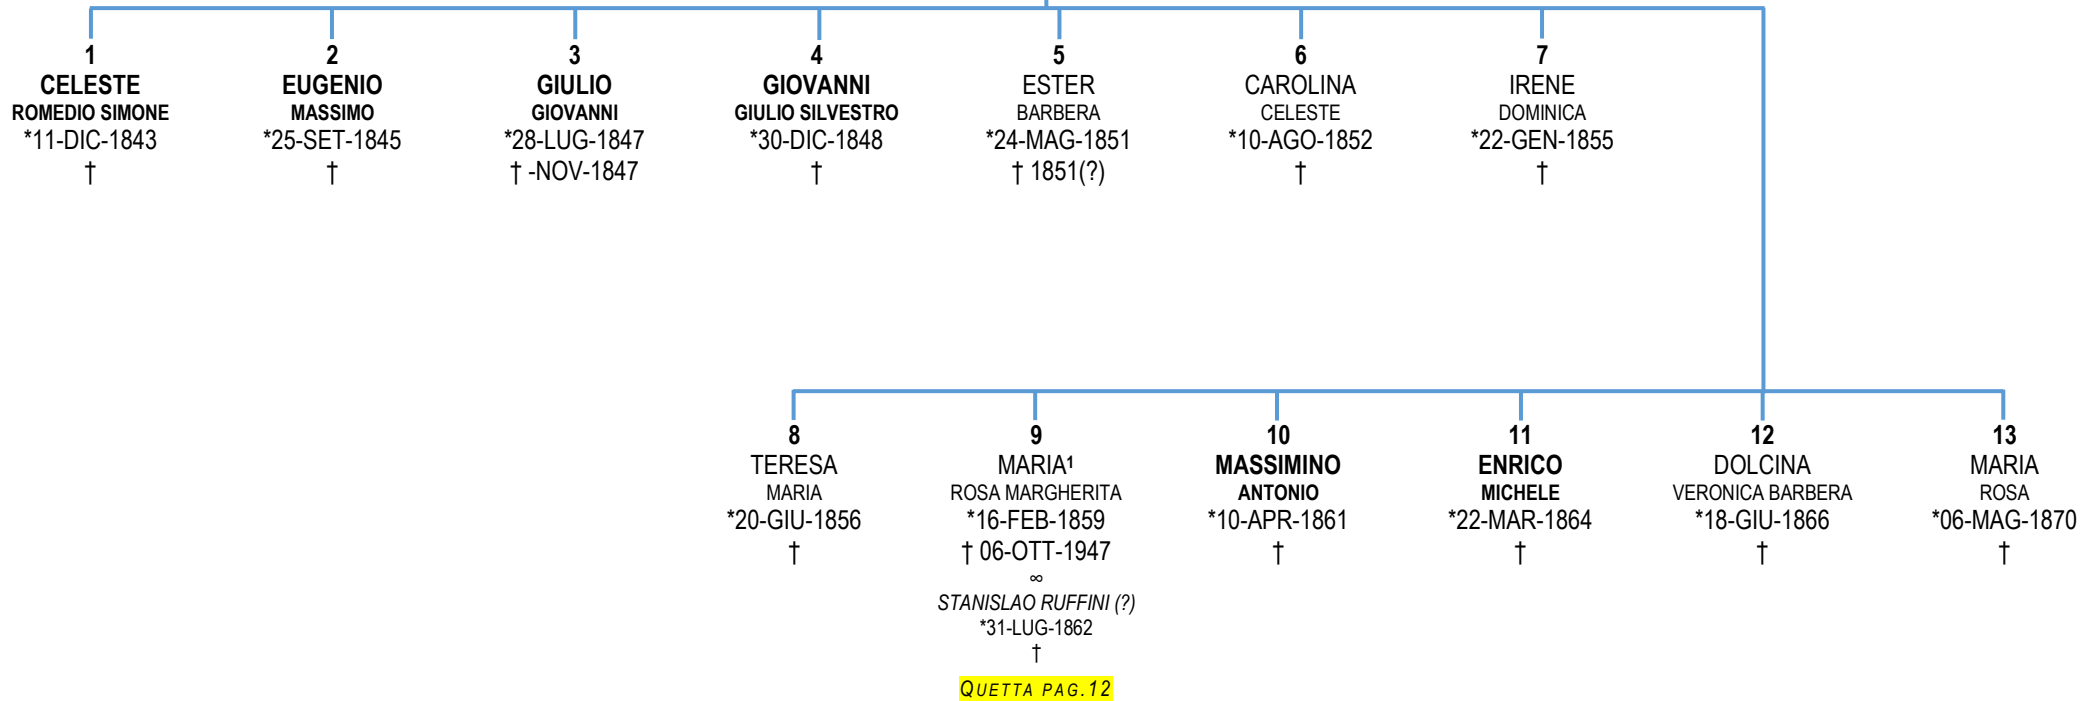 1
CELESTE
ROMEDIO SIMONE
*11-DIC-1843
†
2
EUGENIO
MASSIMO
*25-SET-1845
†
3
GIULIO
GIOVANNI
*28-LUG-1847
† -NOV-1847
4
GIOVANNI
GIULIO SILVESTRO
*30-DIC-1848
†
5
ESTER
BARBERA
*24-MAG-1851
† 1851(?)
6
CAROLINA
CELESTE
*10-AGO-1852
†
7
IRENE
DOMINICA
*22-GEN-1855
†
8
TERESA
MARIA
*20-GIU-1856
†
9
MARIA¹
ROSA MARGHERITA
*16-FEB-1859
† 06-OTT-1947
∞
STANISLAO RUFFINI (?)
*31-LUG-1862
†
QUETTA PAG.12
10
MASSIMINO
ANTONIO
*10-APR-1861
†
11
ENRICO
MICHELE
*22-MAR-1864
†
12
DOLCINA
VERONICA BARBERA
*18-GIU-1866
†
13
MARIA
ROSA
*06-MAG-1870
†